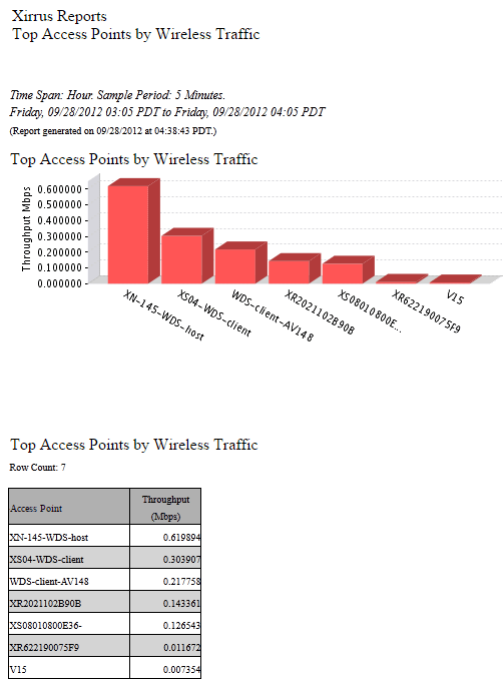 Xirrus Reports
Top Access Points by Wireless Traffic
Time Span: Hour. Sample Period: 5 Minutes.
Friday, 09/28/2012 03:05 PDT to Friday, 09/28/2012 04:05 PDT
(Report generated on 09/28/2012 at 04:38:43 PDT.)
Top Access Points by Wireless Traffic
Throughput Mbps
0.600000
0.500000
0.400000
0.300000
0.200000
0.100000
0.000000
XN-145-WDS-host
XS04-WDS-client
WDS-client-AV148
XR2021102B90B
XS08010800E...
XR622190075F9
V15
Top Access Points by Wireless Traffic
Row Count: 7
Access Point Throughput (Mbps)
XN-145-WDS-host 0.619894
XS04-WDS-client 0.303907
WDS-client-AV148 0.217758
XR2021102B90B 0.143361
XS08010800E36- 0.126543
XR622190075F9 0.011672
V15 0.007354